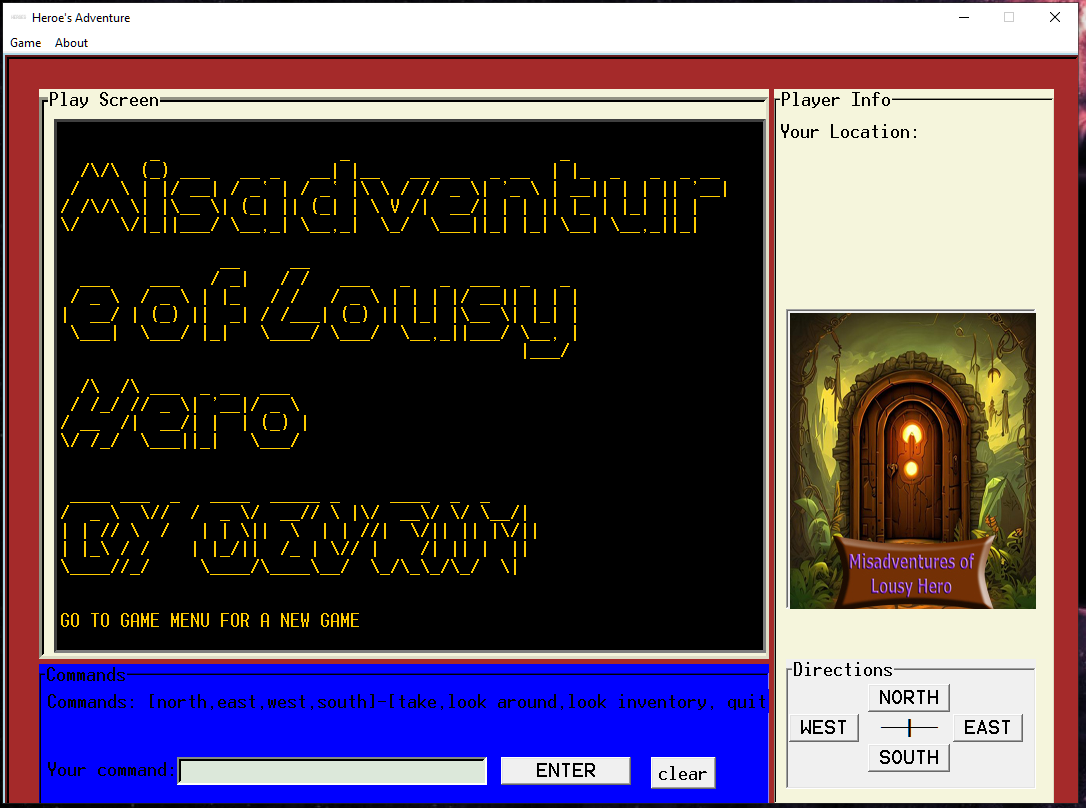 Heroe's Adventure
Game About
Play Screen
Misadventur
e of Lousy
Hero
BY DEVRIM
GO TO GAME MENU FOR A NEW GAME
Commands
Commands: [north,east,west,south] [take,look around,look inventory, quit
Your command:
ENTER
clear
Player Info
Your Location:
Misadventures of
Lousy Hero
Directions
NORTH
WEST
EAST
SOUTH